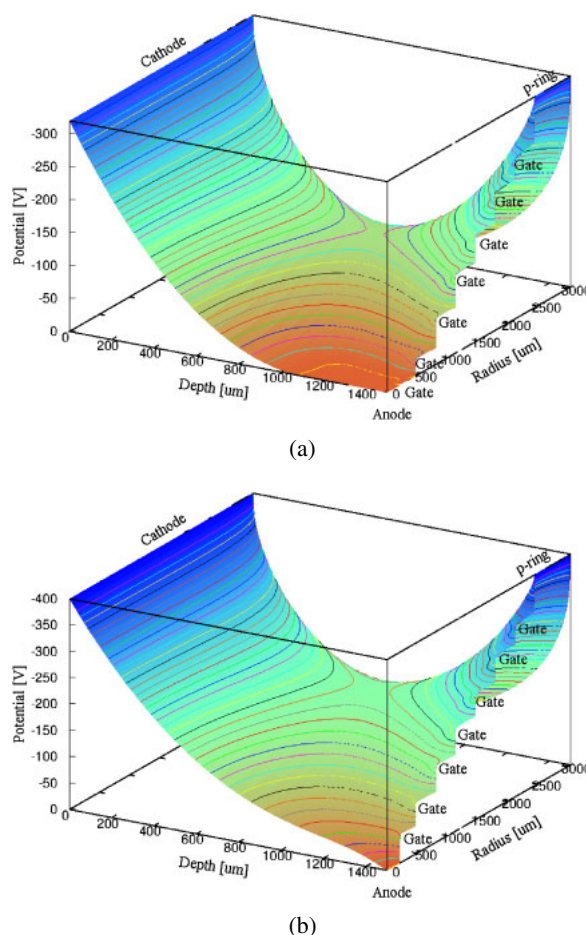 Cathode
p-ring
-300
-250
-200
-150
-100
-50
0
Potential [V]
Gate
Gate
Gate
Gate
Gate
Gate
0
200
400
600
800
1000
1200
1400
Depth [um]
0
500
1000
1500
2000
2500
3000
Radius [um]
Anode
(a)
Cathode
p-ring
-400
-350
-300
-250
-200
-150
-100
-50
0
Potential [V]
Gate
Gate
Gate
Gate
Gate
Gate
Gate
0
200
400
600
800
1000
1200
1400
Depth [um]
0
500
1000
1500
2000
2500
3000
Radius [um]
Anode
(b)